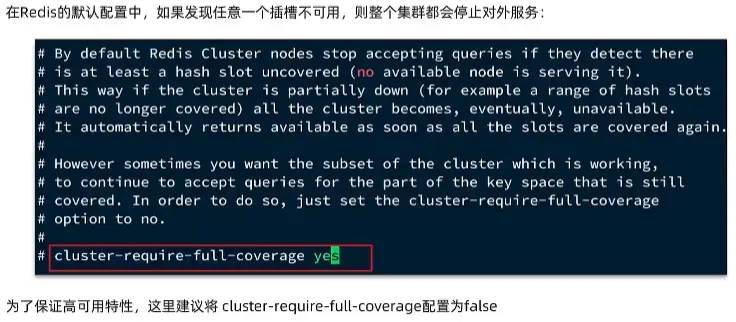 在Redis的默认配置中，如果发现任意一个插槽不可用，则整个集群都会停止对外服务：
# By default Redis Cluster nodes stop accepting queries if they detect there
# is at least a hash slot uncovered (no available node is serving it).
# This way if the cluster is partially down (for example a range of hash slots
# are no longer covered) all the cluster becomes, eventually, unavailable.
# It automatically returns available as soon as all the slots are covered again.
#
# However sometimes you want the subset of the cluster which is working,
# to continue to accept queries for the part of the key space that is still
# covered. In order to do so, just set the cluster-require-full-coverage
# option to no.
#
# cluster-require-full-coverage yes
为了保证高可用特性，这里建议将 cluster-require-full-coverage配置为false